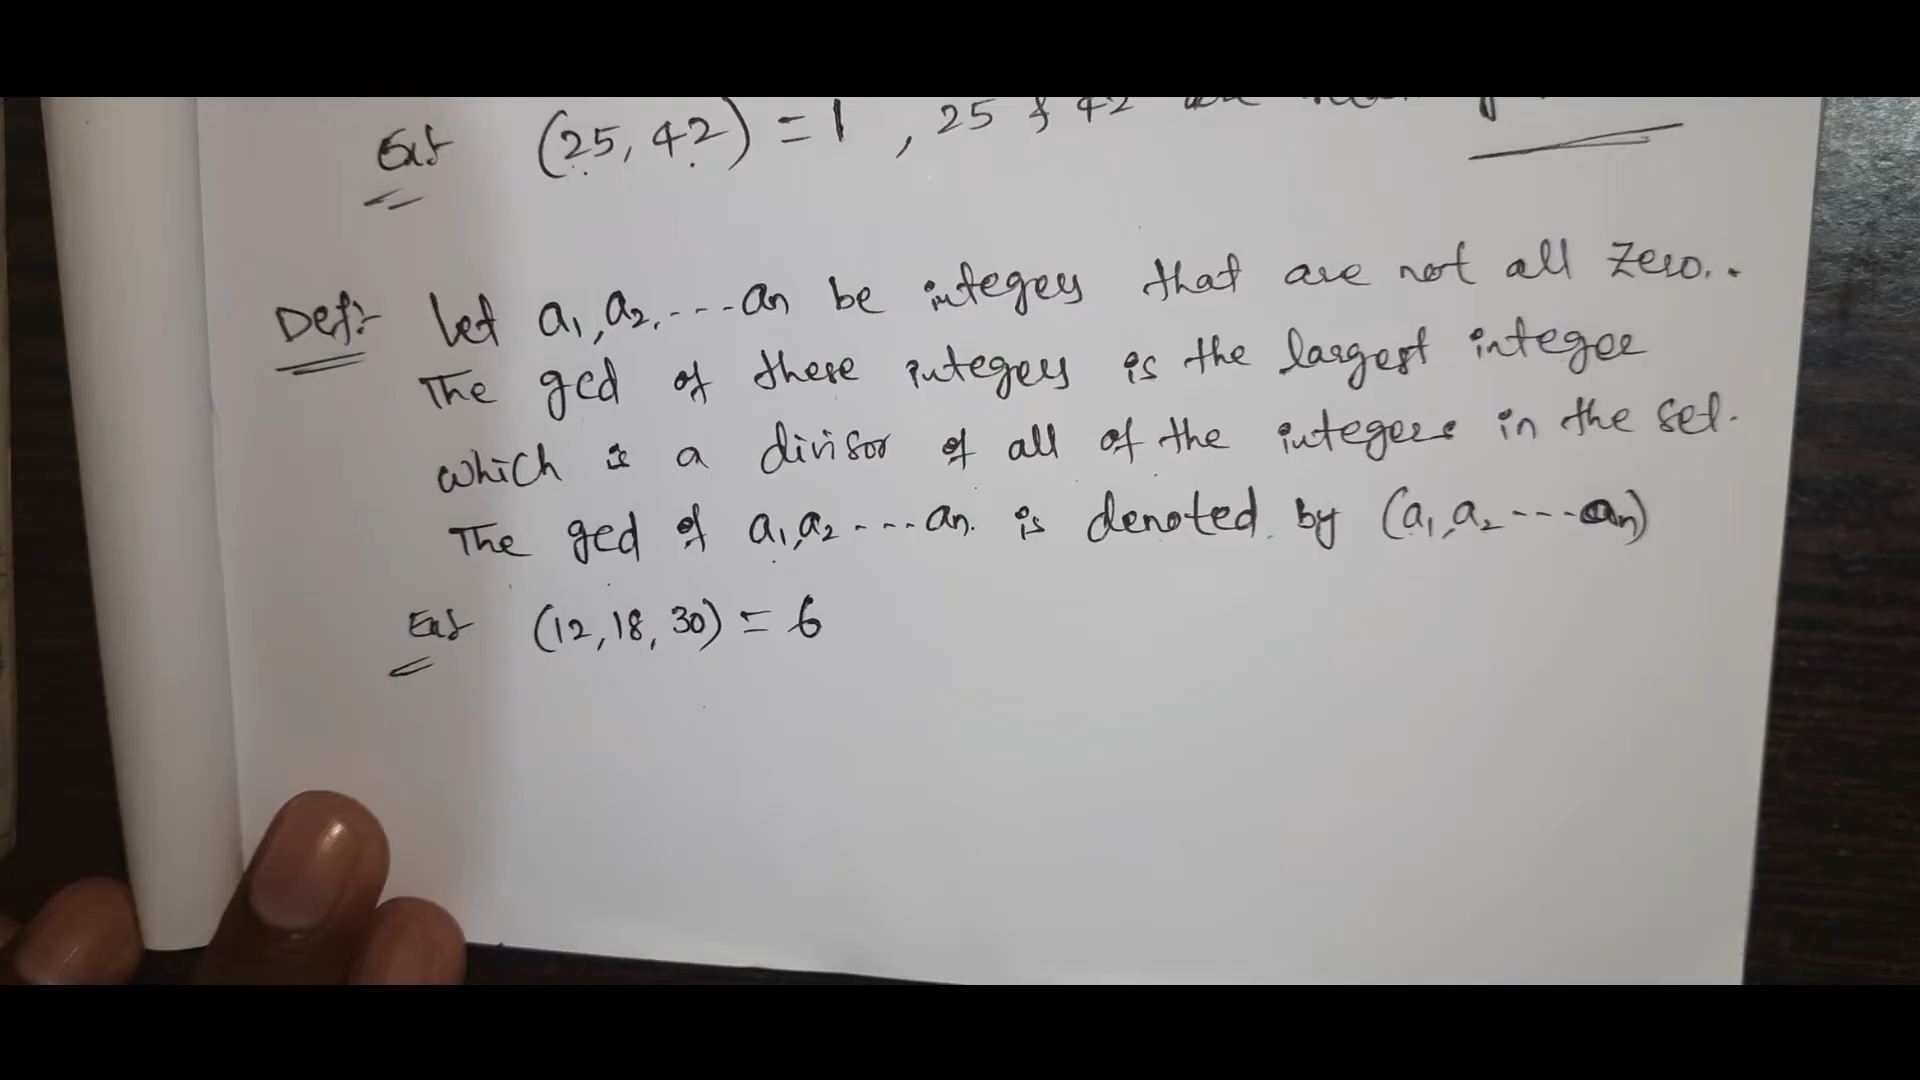 Ex:- (25, 42) = 1 , 25 & 42 are
Def:- Let a₁, a₂, ---an be integers that are not all zero..
The gcd of these integers is the largest integer
which is a divisor of all of the integers in the set.
The gcd of a₁,a₂ ---an. is denoted by (a₁, a₂ ---an)
Ex:- (12, 18, 30) = 6